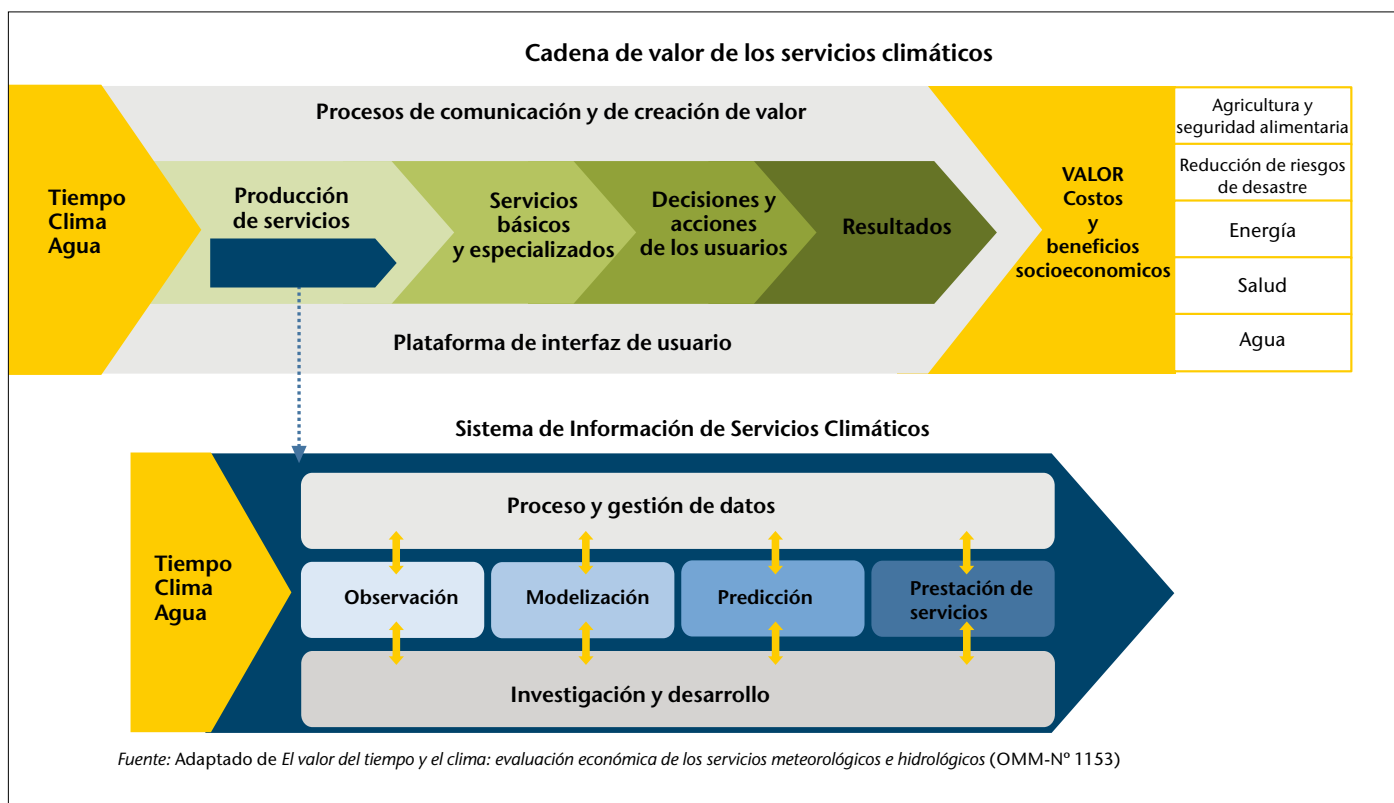 Cadena de valor de los servicios climáticos
Procesos de comunicación y de creación de valor
Tiempo
Clima
Agua
Producción
de servicios
Servicios
básicos
y especializados
Decisiones y
acciones
de los usuarios
Resultados
VALOR
Costos
y
beneficios
socioeconomicos
Agricultura y
seguridad alimentaria
Reducción de riesgos
de desastre
Energía
Salud
Agua
Plataforma de interfaz de usuario
Sistema de Información de Servicios Climáticos
Tiempo
Clima
Agua
Proceso y gestión de datos
Observación
Modelización
Predicción
Prestación de
servicios
Investigación y desarrollo
Fuente: Adaptado de El valor del tiempo y el clima: evaluación económica de los servicios meteorológicos e hidrológicos (OMM-Nº 1153)